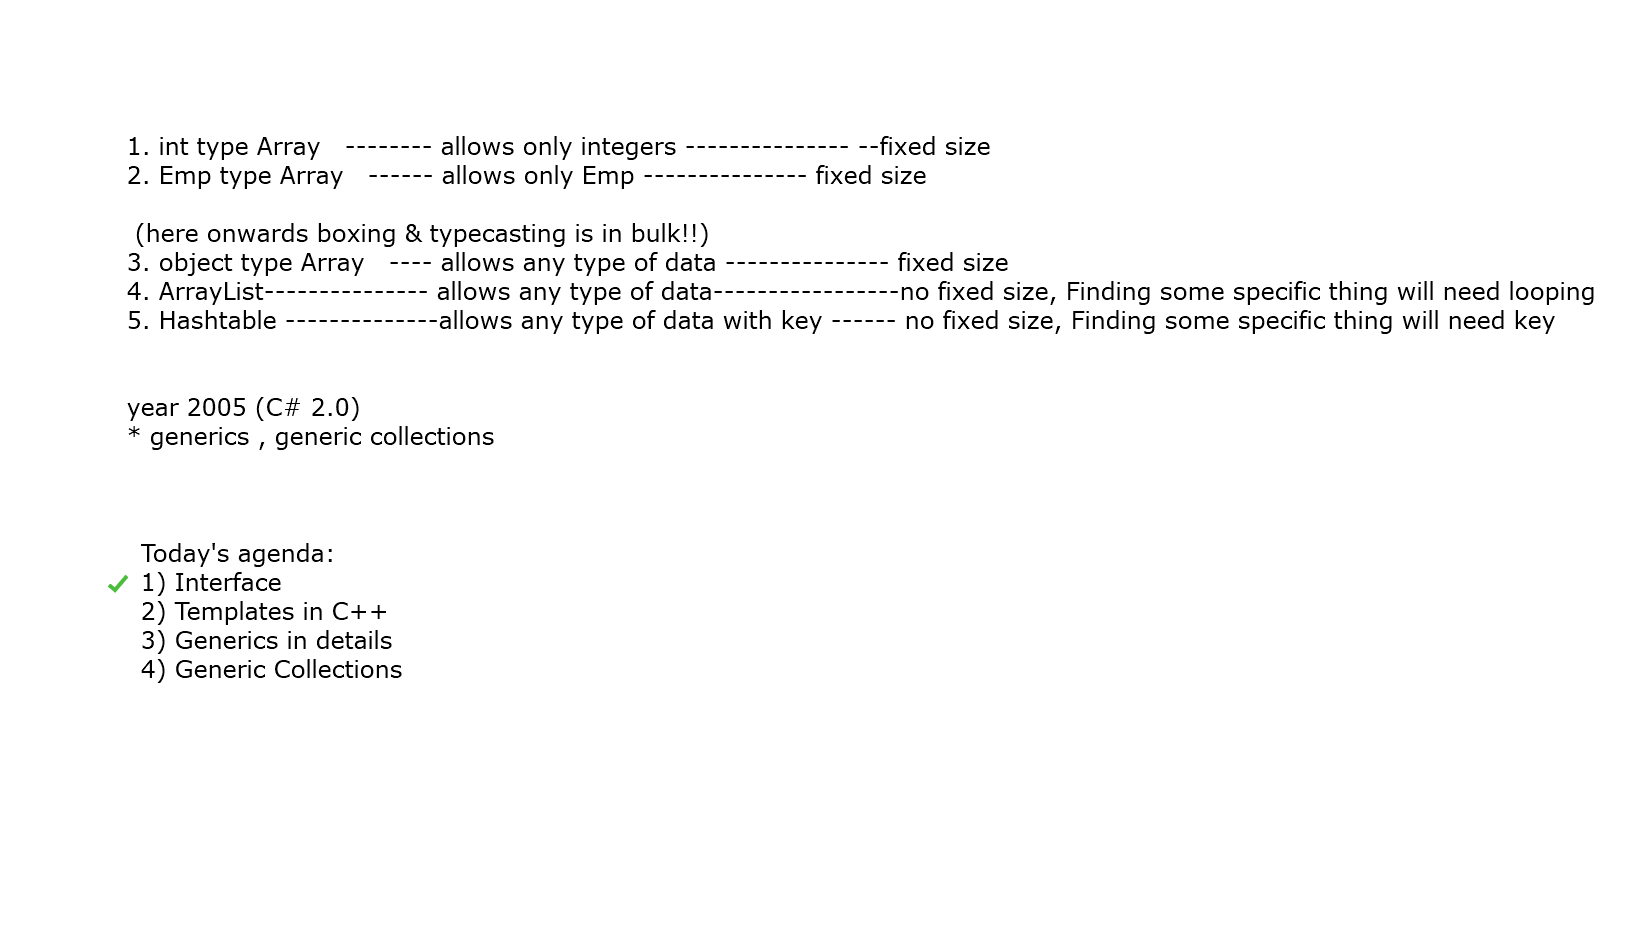 1. int type Array   -------- allows only integers --------------- --fixed size
2. Emp type Array   ------ allows only Emp --------------- fixed size
(here onwards boxing & typecasting is in bulk!!)
3. object type Array   ---- allows any type of data --------------- fixed size
4. ArrayList--------------- allows any type of data-----------------no fixed size, Finding some specific thing will need looping
5. Hashtable --------------allows any type of data with key ------ no fixed size, Finding some specific thing will need key
year 2005 (C# 2.0)
* generics , generic collections
Today's agenda:
1) Interface
2) Templates in C++
3) Generics in details
4) Generic Collections